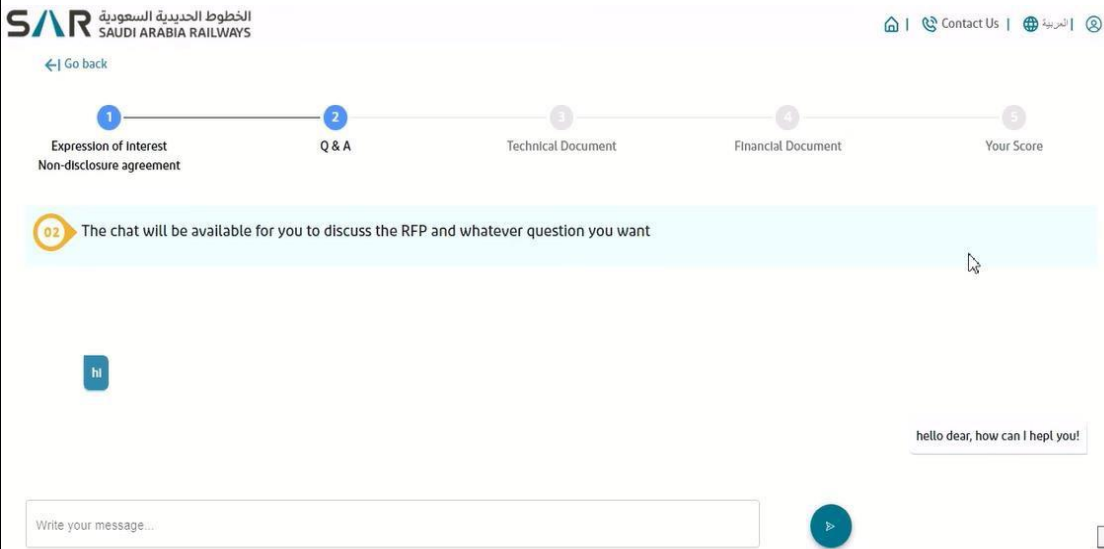 SAR الخطوط الحديدية السعودية
SAUDI ARABIA RAILWAYS
Contact Us | العربية |
Go back
1 2 3 4 5
Expression of Interest Q & A Technical Document Financial Document Your Score
Non-disclosure agreement
02 The chat will be available for you to discuss the RFP and whatever question you want
hi
hello dear, how can I hepl you!
Write your message...